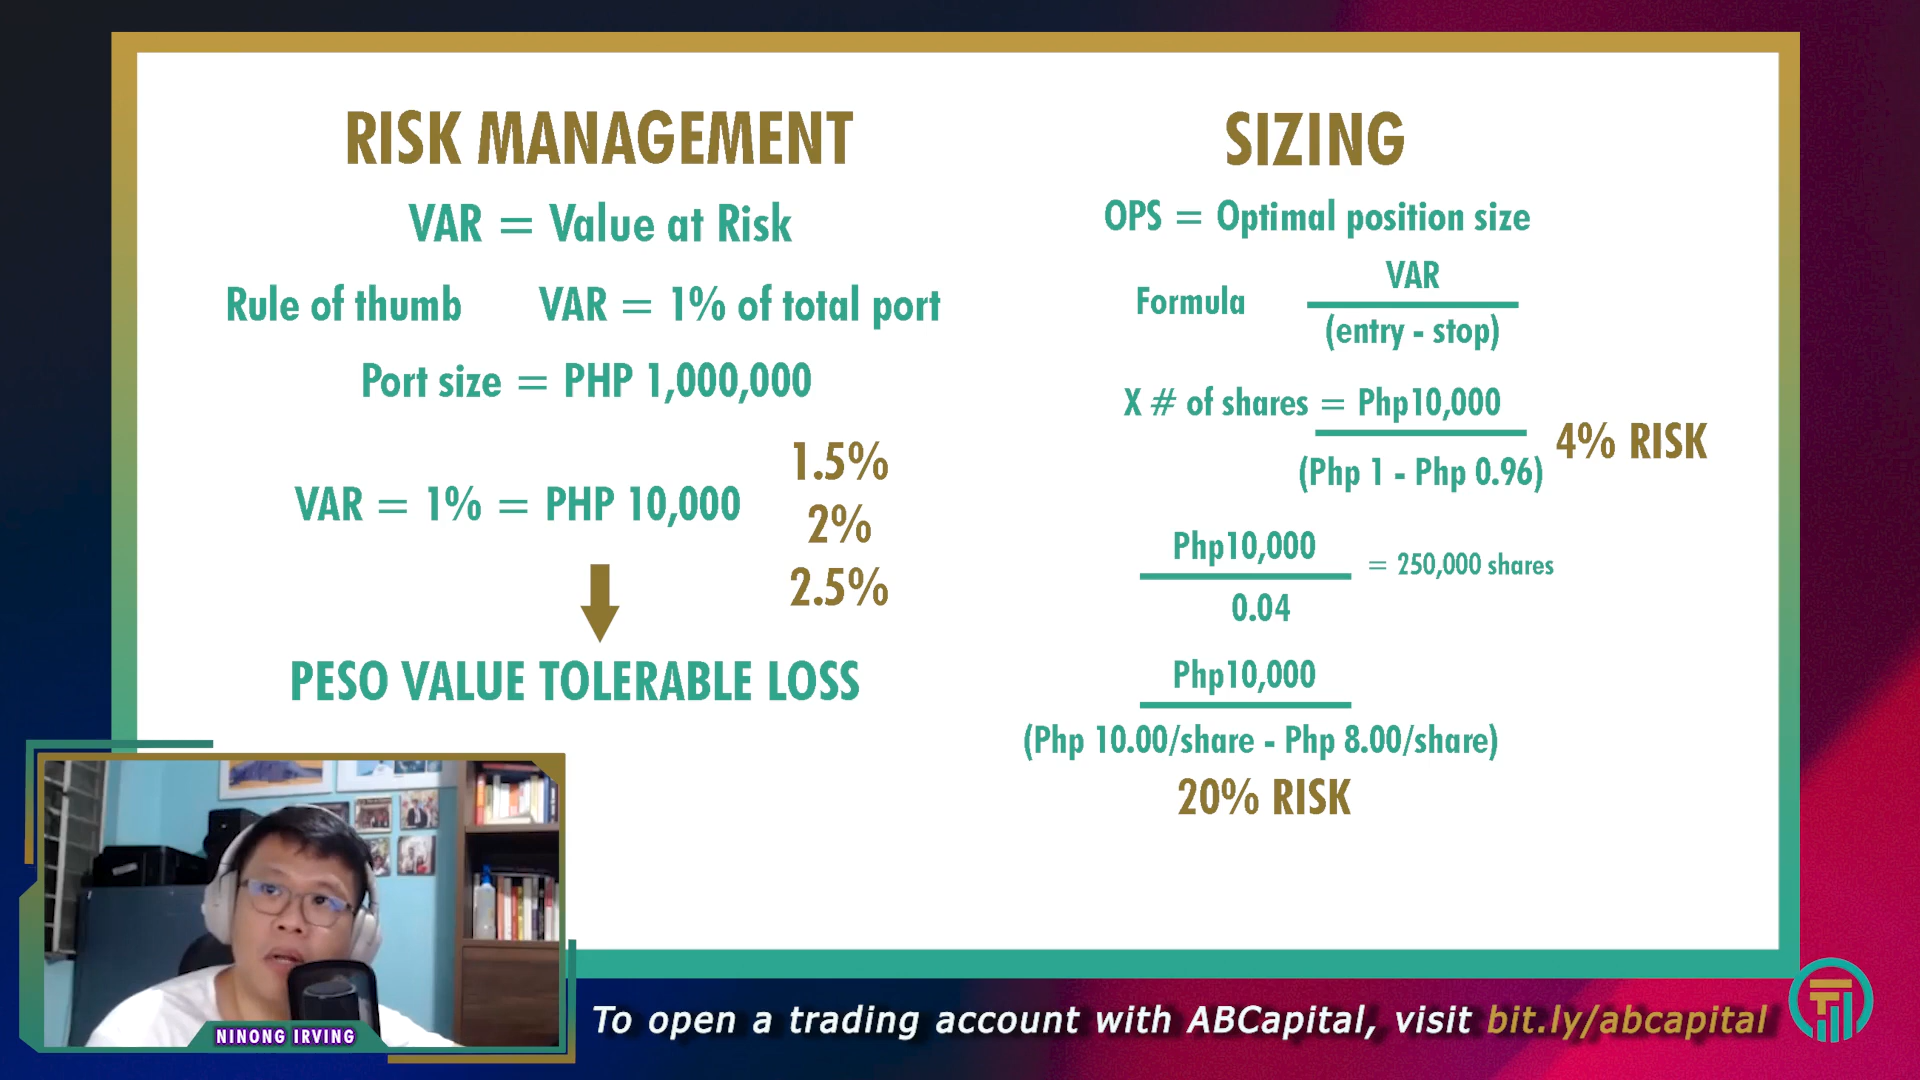 RISK MANAGEMENT
VAR = Value at Risk
Rule of thumb VAR = 1% of total port
Port size = PHP 1,000,000
VAR = 1% = PHP 10,000
1.5%
2%
2.5%
PESO VALUE TOLERABLE LOSS
SIZING
OPS = Optimal position size
Formula
VAR
(entry - stop)
X # of shares = Php10,000
(Php 1 - Php 0.96)
4% RISK
Php10,000
0.04
= 250,000 shares
Php10,000
(Php 10.00/share - Php 8.00/share)
20% RISK
NINONG IRVING
To open a trading account with ABCapital, visit bit.ly/abcapital